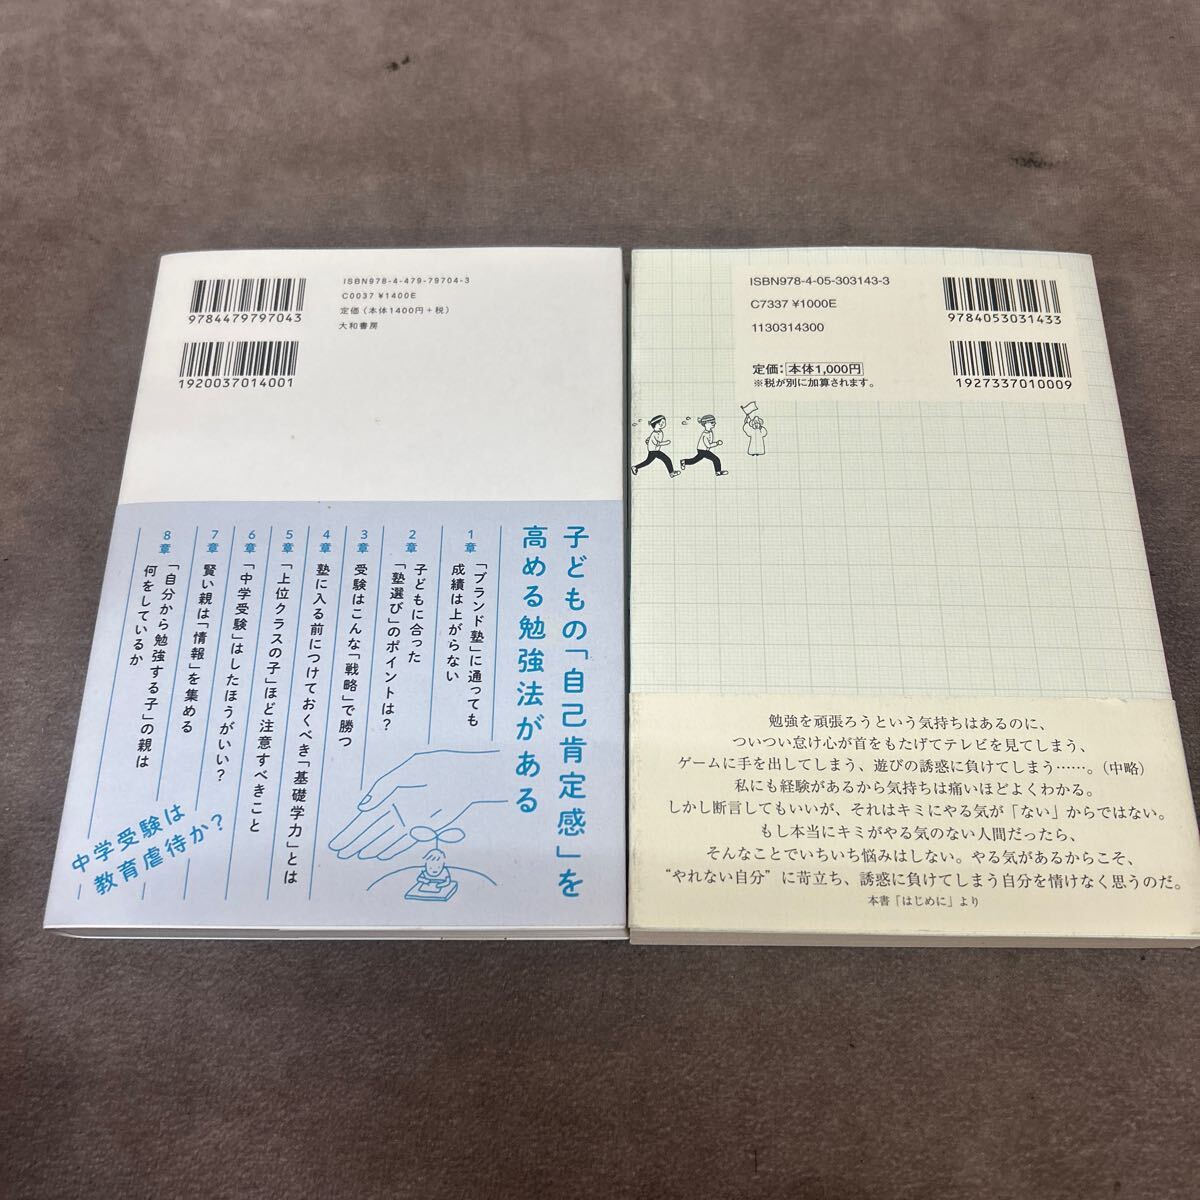 ISBN978-4-479-79704-3
C0037 ¥1400E
定価(本体1400円+税)
大和書房
9784479797043
1920037014001
子どもの「自己肯定感」を
高める勉強法がある
1章 「ブランド塾」に通っても
成績は上がらない
2章 子どもに合った
「塾選び」のポイントは?
3章 受験はこんな「戦略」で勝つ
4章 塾に入る前につけておくべき「基礎学力」とは
5章 「上位クラスの子」ほど注意すべきこと
6章 「中学受験」はしたほうがいい?
7章 賢い親は「情報」を集める
8章 「自分から勉強する子」の親は
何をしているか
中学受験は
教育虐待か?
ISBN978-4-05-303143-3
C7337 ¥1000E
1130314300
定価:本体1,000円
※税が別に加算されます。
9784053031433
1927337010009
勉強を頑張ろうという気持ちはあるのに、
ついつい怠け心が首をもたげてテレビを見てしまう、
ゲームに手を出してしまう、遊びの誘惑に負けてしまう……。(中略)
私にも経験があるから気持ちは痛いほどよくわかる。
しかし断言してもいいが、それはキミにやる気が「ない」からではない。
もし本当にキミがやる気のない人間だったら、
そんなことでいちいち悩みはしない。やる気があるからこそ、
“やれない自分”に苛立ち、誘惑に負けてしまう自分を情けなく思うのだ。
本書「はじめに」より